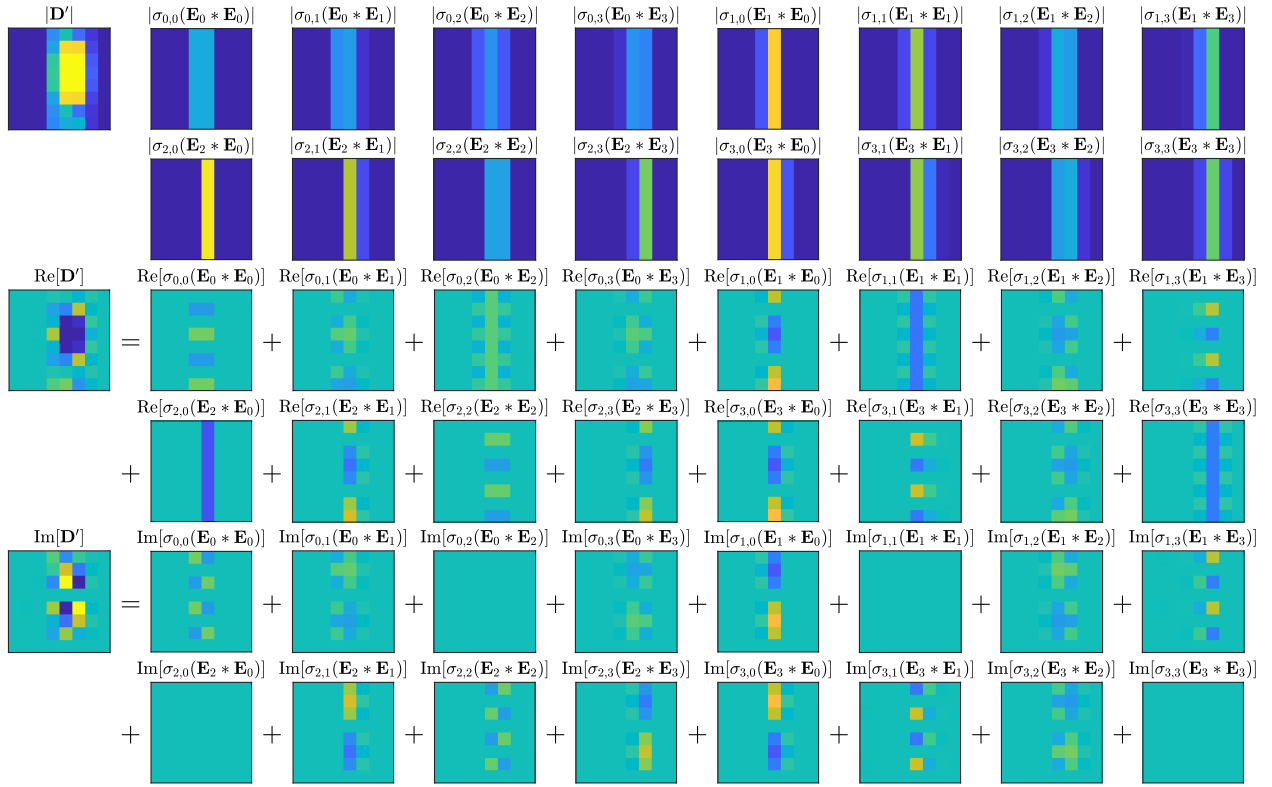 |D′| |σ0,0(E0 ∗ E0)| |σ0,1(E0 ∗ E1)| |σ0,2(E0 ∗ E2)| |σ0,3(E0 ∗ E3)| |σ1,0(E1 ∗ E0)| |σ1,1(E1 ∗ E1)| |σ1,2(E1 ∗ E2)| |σ1,3(E1 ∗ E3)|
|σ2,0(E2 ∗ E0)| |σ2,1(E2 ∗ E1)| |σ2,2(E2 ∗ E2)| |σ2,3(E2 ∗ E3)| |σ3,0(E3 ∗ E0)| |σ3,1(E3 ∗ E1)| |σ3,2(E3 ∗ E2)| |σ3,3(E3 ∗ E3)|
Re[D′] Re[σ0,0(E0 ∗ E0)] Re[σ0,1(E0 ∗ E1)] Re[σ0,2(E0 ∗ E2)] Re[σ0,3(E0 ∗ E3)] Re[σ1,0(E1 ∗ E0)] Re[σ1,1(E1 ∗ E1)] Re[σ1,2(E1 ∗ E2)] Re[σ1,3(E1 ∗ E3)]
= + + + + + + +
Re[σ2,0(E2 ∗ E0)] Re[σ2,1(E2 ∗ E1)] Re[σ2,2(E2 ∗ E2)] Re[σ2,3(E2 ∗ E3)] Re[σ3,0(E3 ∗ E0)] Re[σ3,1(E3 ∗ E1)] Re[σ3,2(E3 ∗ E2)] Re[σ3,3(E3 ∗ E3)]
+ + + + + + + +
Im[D′] Im[σ0,0(E0 ∗ E0)] Im[σ0,1(E0 ∗ E1)] Im[σ0,2(E0 ∗ E2)] Im[σ0,3(E0 ∗ E3)] Im[σ1,0(E1 ∗ E0)] Im[σ1,1(E1 ∗ E1)] Im[σ1,2(E1 ∗ E2)] Im[σ1,3(E1 ∗ E3)]
= + + + + + + +
Im[σ2,0(E2 ∗ E0)] Im[σ2,1(E2 ∗ E1)] Im[σ2,2(E2 ∗ E2)] Im[σ2,3(E2 ∗ E3)] Im[σ3,0(E3 ∗ E0)] Im[σ3,1(E3 ∗ E1)] Im[σ3,2(E3 ∗ E2)] Im[σ3,3(E3 ∗ E3)]
+ + + + + + + +